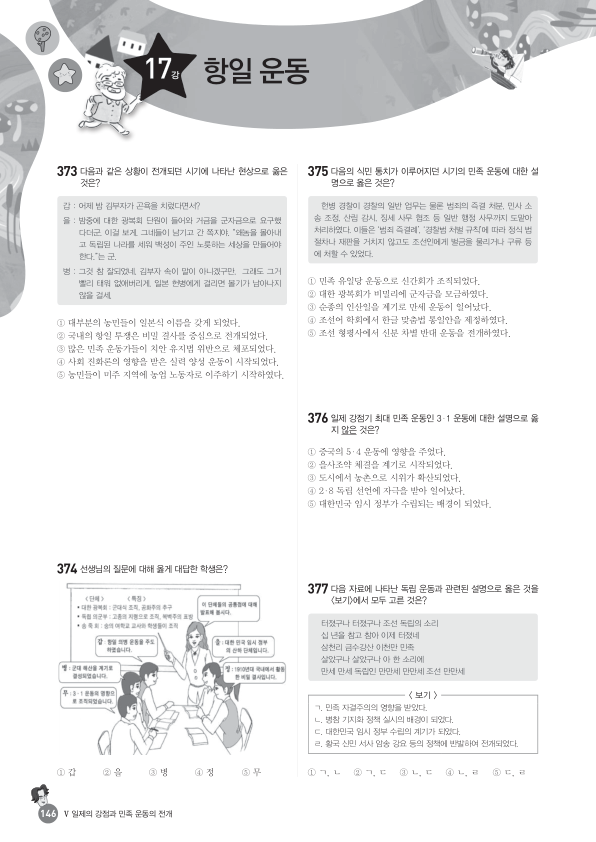 17강 항일 운동
373 다음과 같은 상황이 전개되던 시기에 나타난 현상으로 옳은
것은?
갑 : 어제 밤 김부자가 곤욕을 치렀다면서?
을 : 밤중에 대한 광복회 단원이 들어와 거금을 군자금으로 요구했
다더군. 이걸 보게. 그네들이 남기고 간 쪽지야. "왜놈을 몰아내
고 독립된 나라를 세워 백성이 주인 노릇하는 세상을 만들어야
한다."는 군.
병 : 그것 참 잘되었네. 김부자 속이 말이 아니겠구만. 그래도 그거
빨리 태워 없애버리게. 일본 헌병에게 걸리면 볼기가 남아나지
않을 걸세.
① 대부분의 농민들이 일본식 이름을 갖게 되었다.
② 국내의 항일 투쟁은 비밀 결사를 중심으로 전개되었다.
③ 많은 민족 운동가들이 치안 유지법 위반으로 체포되었다.
④ 사회 진화론의 영향을 받은 실력 양성 운동이 시작되었다.
⑤ 농민들이 미주 지역에 농업 노동자로 이주하기 시작하였다.
374 선생님의 질문에 대해 옳게 대답한 학생은?
〈 단체 〉 〈 특징 〉
• 대한 광복회 : 군대식 조직, 공화주의 추구
• 독립 의군부 : 고종의 지령으로 조직, 복벽주의 표방
• 송 죽 회 : 숭의 여학교 교사와 학생들이 조직
이 단체들의 공통점에 대해
발표해 봅시다.
갑 : 항일 의병 운동을 주도
하였습니다.
을 : 대한 민국 임시 정부
의 산하 단체입니다.
병 : 군대 해산을 계기로
결성되었습니다.
정 : 1910년대 국내에서 활동
한 비밀 결사입니다.
무 : 3·1 운동의 영향으
로 조직되었습니다.
① 갑 ② 을 ③ 병 ④ 정 ⑤ 무
375 다음의 식민 통치가 이루어지던 시기의 민족 운동에 대한 설
명으로 옳은 것은?
헌병 경찰이 경찰의 일반 업무는 물론 범죄의 즉결 처분, 민사 소
송 조정, 산림 감시, 징세 사무 협조 등 일반 행정 사무까지 도맡아
처리하였다. 이들은 '범죄 즉결례', '경찰범 처벌 규칙'에 따라 정식 법
절차나 재판을 거치지 않고도 조선인에게 벌금을 물리거나 구류 등
에 처할 수 있었다.
① 민족 유일당 운동으로 신간회가 조직되었다.
② 대한 광복회가 비밀리에 군자금을 모금하였다.
③ 순종의 인산일을 계기로 만세 운동이 일어났다.
④ 조선어 학회에서 한글 맞춤법 통일안을 제정하였다.
⑤ 조선 형평사에서 신분 차별 반대 운동을 전개하였다.
376 일제 강점기 최대 민족 운동인 3·1 운동에 대한 설명으로 옳
지 않은 것은?
① 중국의 5·4 운동에 영향을 주었다.
② 을사조약 체결을 계기로 시작되었다.
③ 도시에서 농촌으로 시위가 확산되었다.
④ 2·8 독립 선언에 자극을 받아 일어났다.
⑤ 대한민국 임시 정부가 수립되는 배경이 되었다.
377 다음 자료에 나타난 독립 운동과 관련된 설명으로 옳은 것을
〈보기〉에서 모두 고른 것은?
터졌구나 터졌구나 조선 독립의 소리
십 년을 참고 참아 이제 터졌네
삼천리 금수강산 이천만 민족
살았구나 살았구나 이 한 소리에
만세 만세 독립인 만만세 만만세 조선 만만세
〈 보기 〉
ㄱ. 민족 자결주의의 영향을 받았다.
ㄴ. 병참 기지화 정책 실시의 배경이 되었다.
ㄷ. 대한민국 임시 정부 수립의 계기가 되었다.
ㄹ. 황국 신민 서사 암송 강요 등의 정책에 반발하여 전개되었다.
① ㄱ, ㄴ ② ㄱ, ㄷ ③ ㄴ, ㄷ ④ ㄴ, ㄹ ⑤ ㄷ, ㄹ
146 V 일제의 강점과 민족 운동의 전개